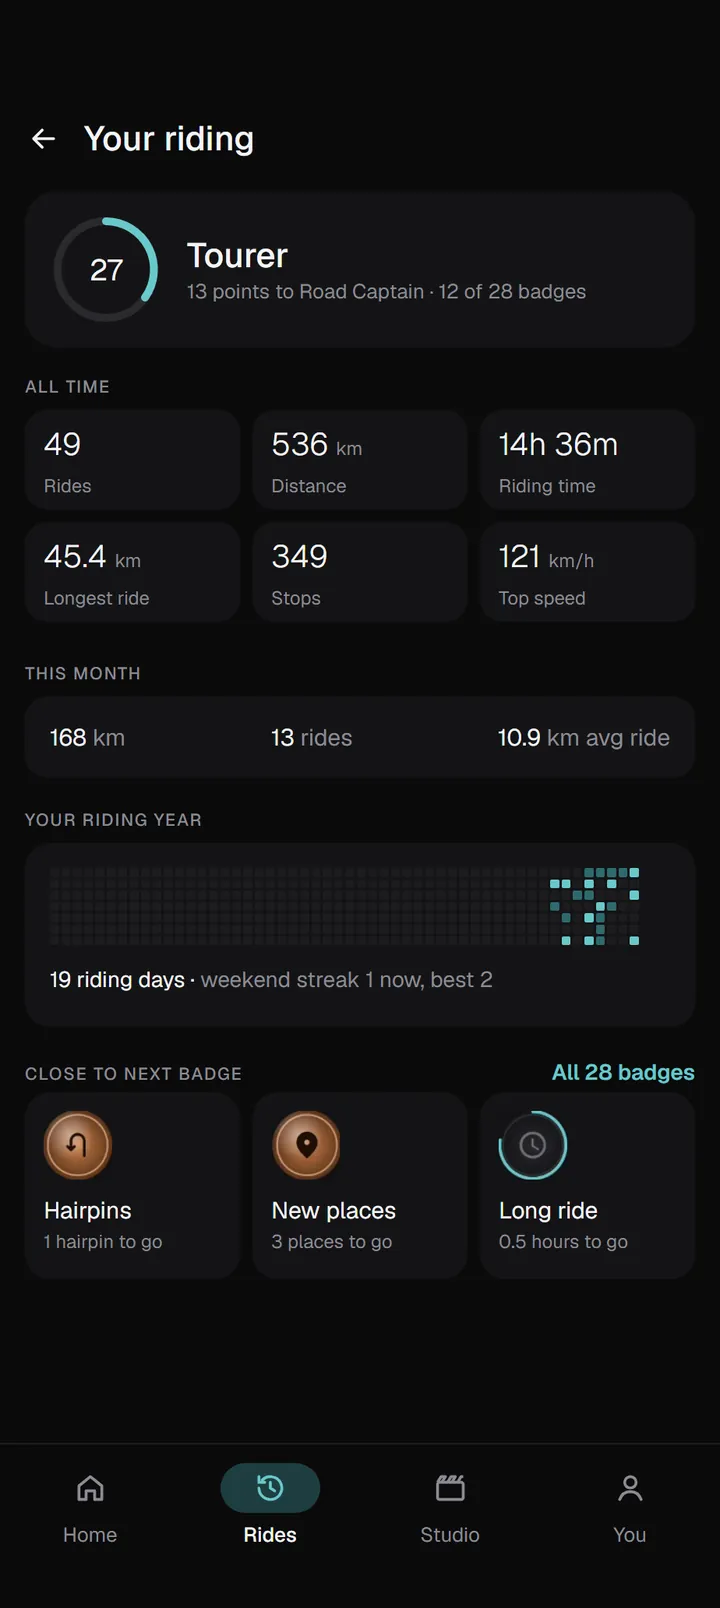 Your riding
27
Tourer
13 points to Road Captain · 12 of 28 badges
ALL TIME
49
Rides
536 km
Distance
14h 36m
Riding time
45.4 km
Longest ride
349
Stops
121 km/h
Top speed
THIS MONTH
168 km
13 rides
10.9 km avg ride
YOUR RIDING YEAR
19 riding days · weekend streak 1 now, best 2
CLOSE TO NEXT BADGE
All 28 badges
Hairpins
1 hairpin to go
New places
3 places to go
Long ride
0.5 hours to go
Home
Rides
Studio
You